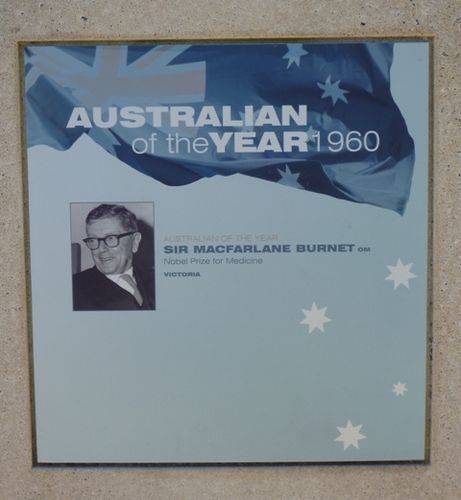 AUSTRALIAN
of the YEAR 1960
AUSTRALIAN OF THE YEAR
SIR MACFARLANE BURNET OM
Nobel Prize for Medicine
VICTORIA